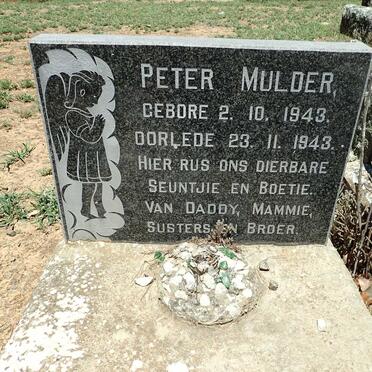 PETER MULDER,
GEBORE 2. 10. 1943.
OORLEDE 23. 11. 1943.
HIER RUS ONS DIERBARE
SEUNTJIE EN BOETIE.
VAN DADDY, MAMMIE,
SUSTERS EN BROER.